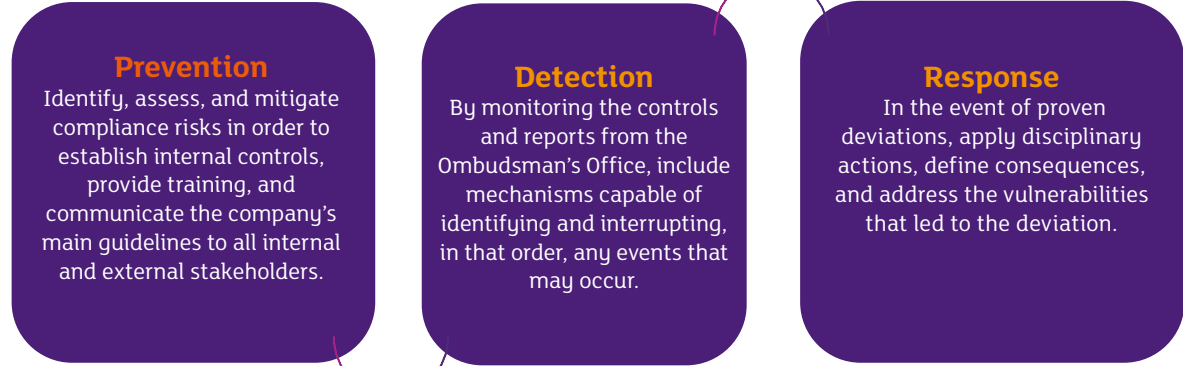 Prevention
Identify, assess, and mitigate
compliance risks in order to
establish internal controls,
provide training, and
communicate the company's
main guidelines to all internal
and external stakeholders.
Detection
By monitoring the controls
and reports from the
Ombudsman's Office, include
mechanisms capable of
identifying and interrupting,
in that order, any events that
may occur.
Response
In the event of proven
deviations, apply disciplinary
actions, define consequences,
and address the vulnerabilities
that led to the deviation.